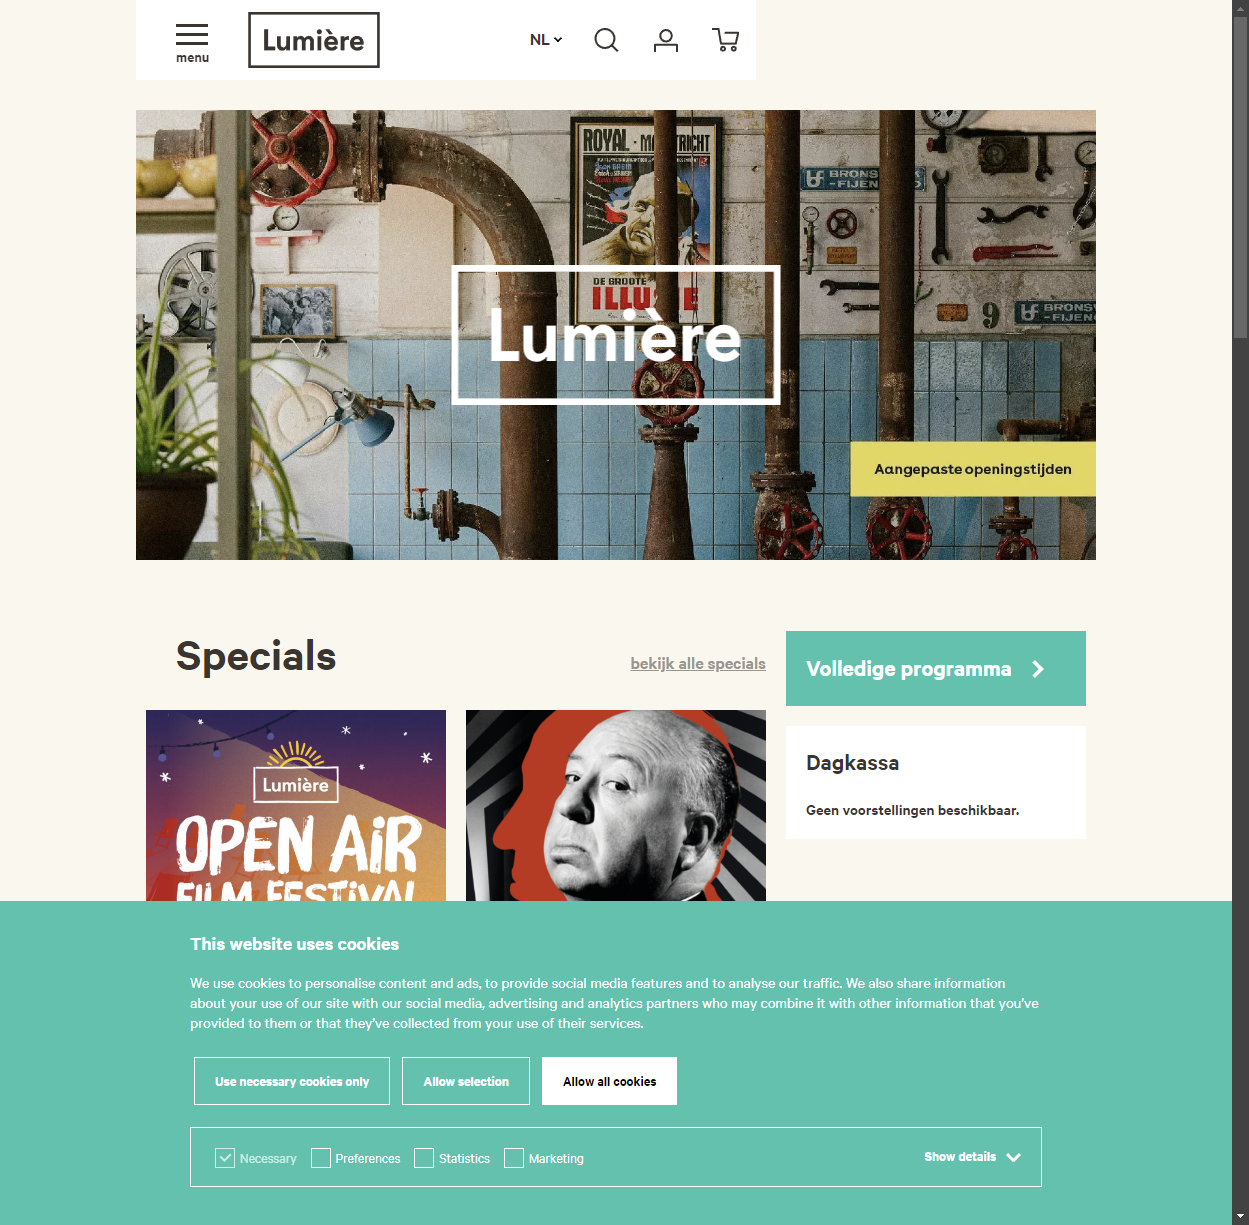 menu
Lumière
NL
ROYAL · MA TRICHT
BRONS
-FIJEN
DE GROOTE
ILLUSIE
9
BRONSW
-FIJENO
Lumière
Aangepaste openingstijden
Specials
bekijk alle specials
Volledige programma
Lumière
OPEN AiR
FiLM FESTiVAL
Dagkassa
Geen voorstellingen beschikbaar.
This website uses cookies
We use cookies to personalise content and ads, to provide social media features and to analyse our traffic. We also share information
about your use of our site with our social media, advertising and analytics partners who may combine it with other information that you've
provided to them or that they've collected from your use of their services.
Use necessary cookies only
Allow selection
Allow all cookies
Necessary
Preferences
Statistics
Marketing
Show details